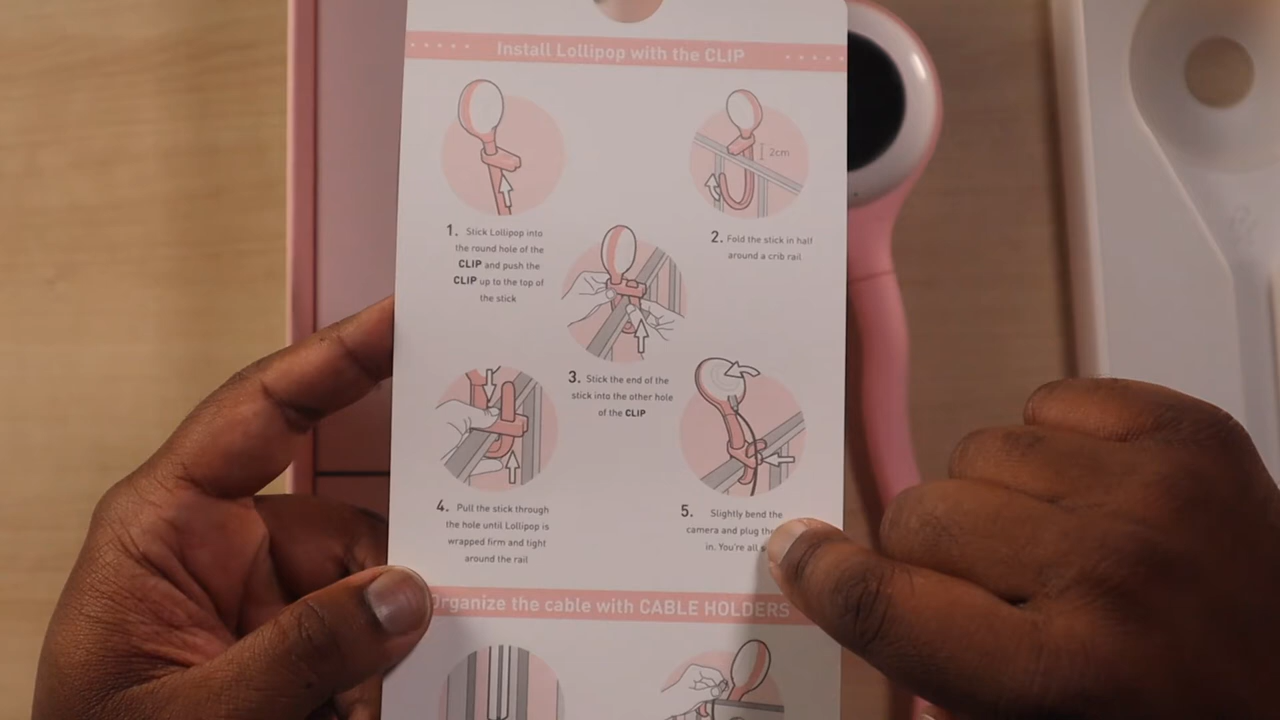 Install Lollipop with the CLIP
2cm
1. Stick Lollipop into
the round hole of the
CLIP and push the
CLIP up to the top of
the stick
2. Fold the stick in half
around a crib rail
3. Stick the end of the
stick into the other hole
of the CLIP
4. Pull the stick through
the hole until Lollipop is
wrapped firm and tight
around the rail
5. Slightly bend the
camera and plug
in. You're all
Organize the cable with CABLE HOLDERS